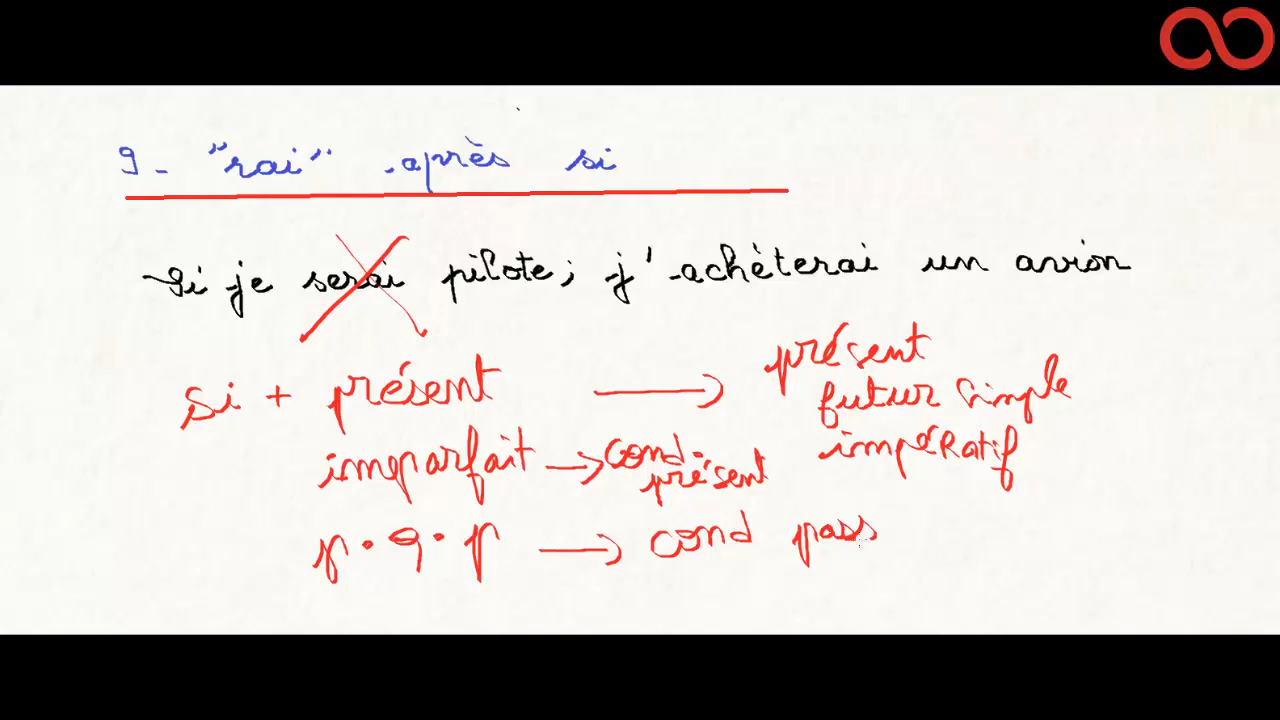 9- "rai" après si
Si je serai pilote, j'achèterai un avion
si + présent → présent
futur simple
impératif
imparfait → cond. présent
p.q.p → cond pass